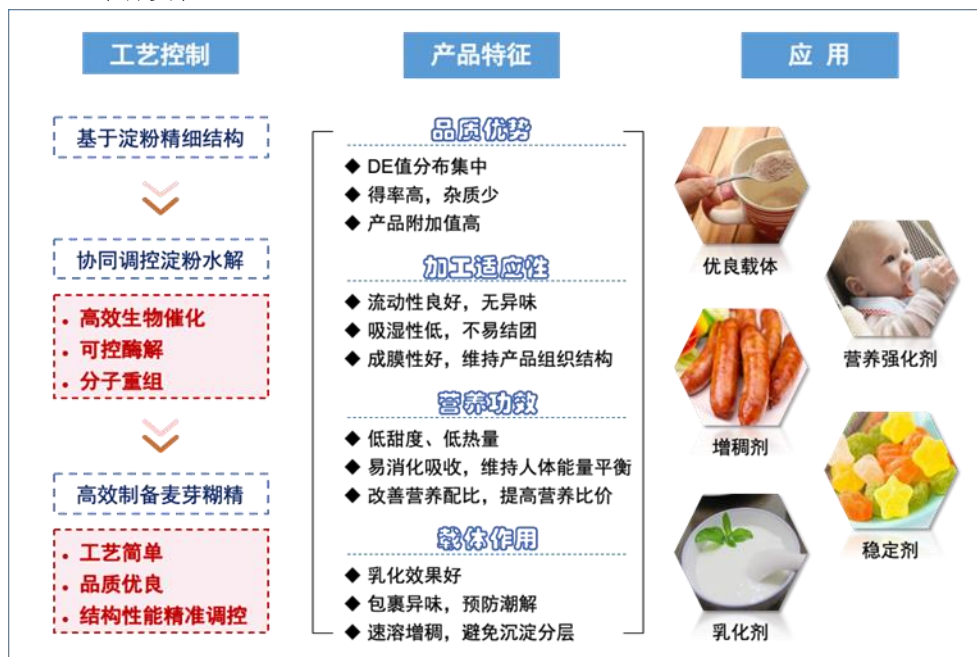 工艺控制
基于淀粉精细结构
协同调控淀粉水解
• 高效生物催化
• 可控酶解
• 分子重组
高效制备麦芽糊精
• 工艺简单
• 品质优良
• 结构性能精准调控
产品特征
品质优势
◆ DE值分布集中
◆ 得率高，杂质少
◆ 产品附加值高
加工适应性
◆ 流动性良好，无异味
◆ 吸湿性低，不易结团
◆ 成膜性好，维持产品组织结构
营养功效
◆ 低甜度、低热量
◆ 易消化吸收，维持人体能量平衡
◆ 改善营养配比，提高营养比价
载体作用
◆ 乳化效果好
◆ 包裹异味，预防潮解
◆ 速溶增稠，避免沉淀分层
应 用
优良载体
营养强化剂
增稠剂
稳定剂
乳化剂